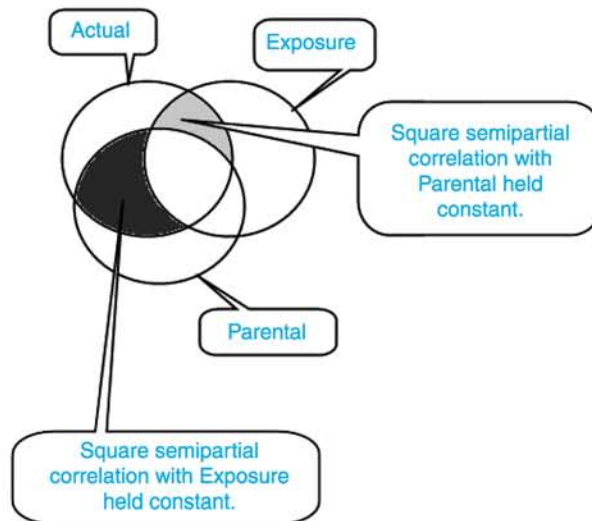 Actual
Exposure
Square semipartial
correlation with
Parental held
constant.
Parental
Square semipartial
correlation with Exposure
held constant.